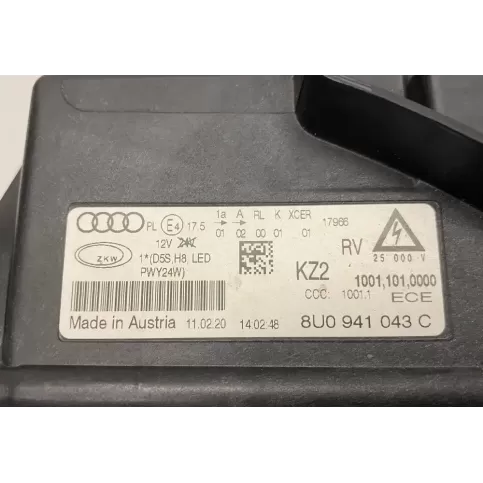 1a A RL K XCER
PL E4 17.5 → → 17966
01 02 00 01 01
12V 24V
ZKW 1*(D5S,H8, LED
PWY24W)
RV 25 000 V
KZ2 1001,101,0000
CCC: 1001.1 ECE
Made in Austria 11.02.20 14:02:48 8U0 941 043 C